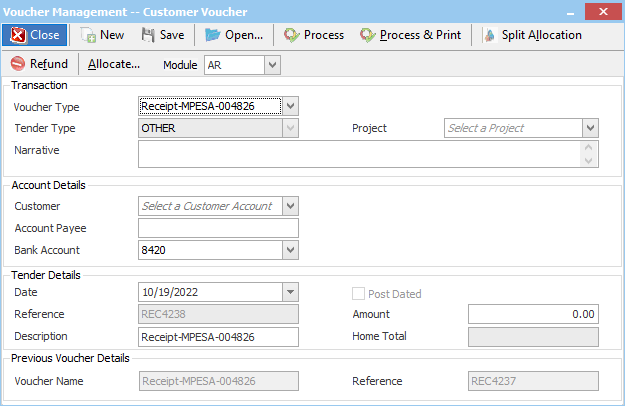 Voucher Management -- Customer Voucher
Close New Save Open... Process Process & Print Split Allocation
Refund Allocate... Module AR
Transaction
Voucher Type Receipt-MPESA-004826
Tender Type OTHER Project Select a Project
Narrative
Account Details
Customer Select a Customer Account
Account Payee
Bank Account 8420
Tender Details
Date 10/19/2022 Post Dated
Reference REC4238 Amount 0.00
Description Receipt-MPESA-004826 Home Total
Previous Voucher Details
Voucher Name Receipt-MPESA-004826 Reference REC4237